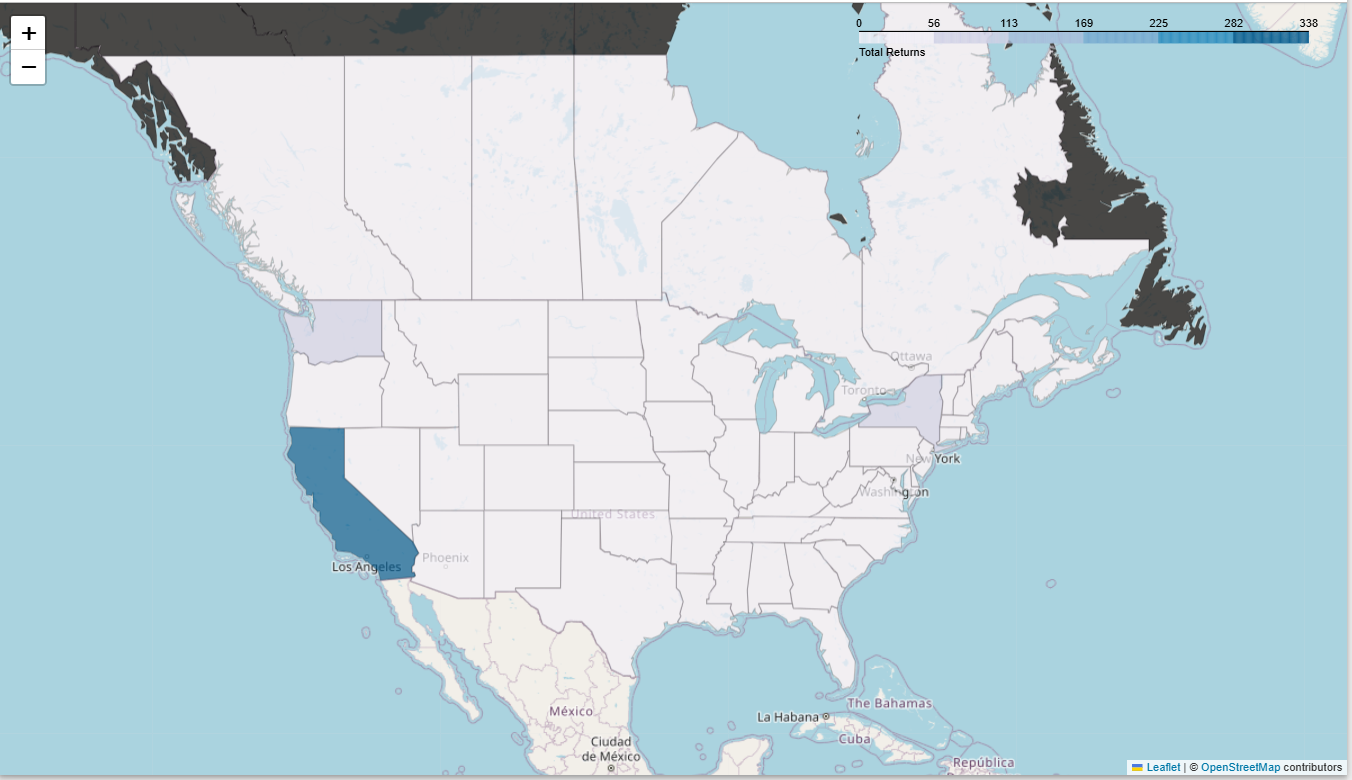 +
−
0 56 113 169 225 282 338
Total Returns
Ottawa
Toronto
New York
Washington
United States
Phoenix
Los Angeles
México
Ciudad
de México
La Habana
The Bahamas
Cuba
República
Leaflet | © OpenStreetMap contributors